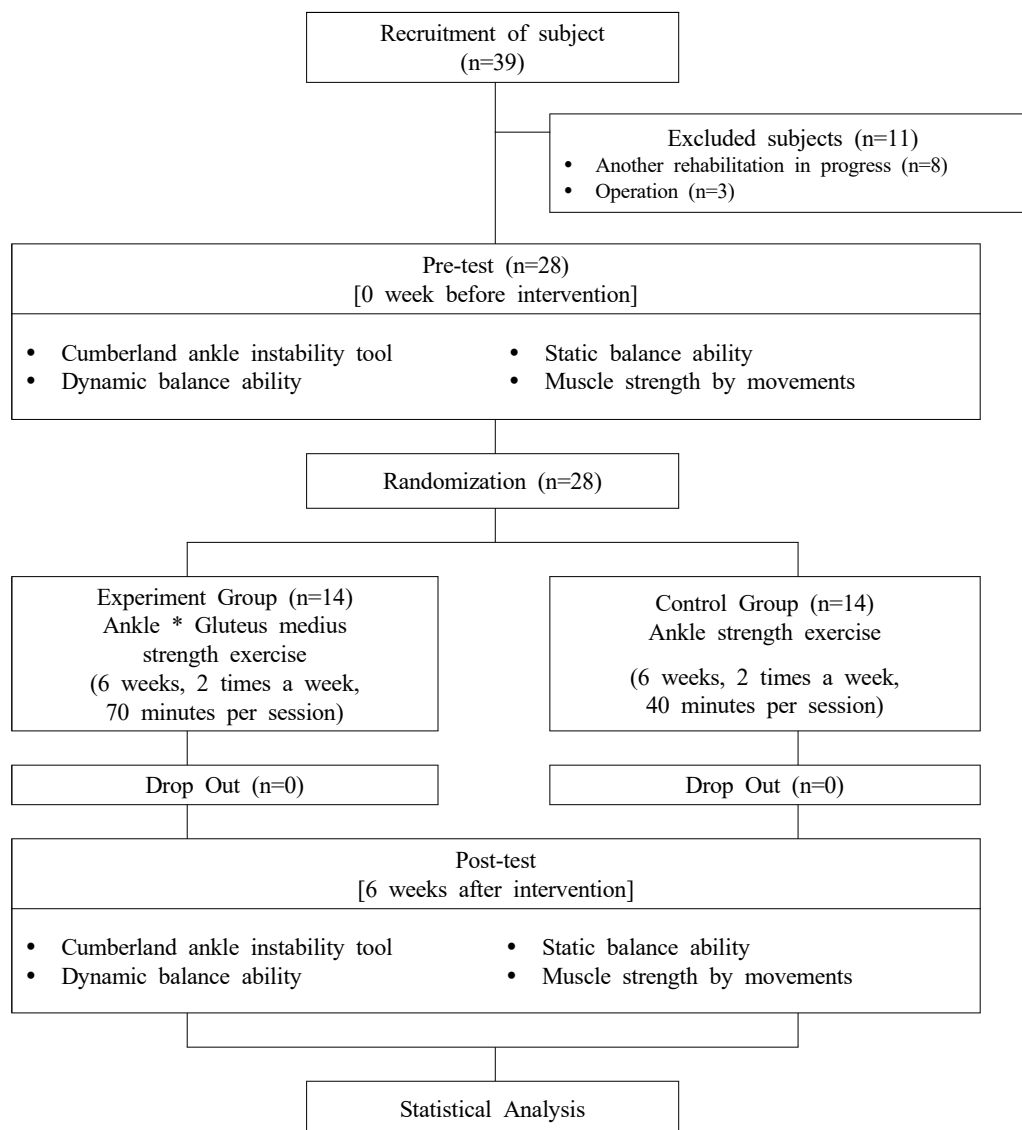 Recruitment of subject
(n=39)
Excluded subjects (n=11)
• Another rehabilitation in progress (n=8)
• Operation (n=3)
Pre-test (n=28)
[0 week before intervention]
• Cumberland ankle instability tool
• Dynamic balance ability
• Static balance ability
• Muscle strength by movements
Randomization (n=28)
Experiment Group (n=14)
Ankle * Gluteus medius
strength exercise
(6 weeks, 2 times a week,
70 minutes per session)
Control Group (n=14)
Ankle strength exercise
(6 weeks, 2 times a week,
40 minutes per session)
Drop Out (n=0)
Drop Out (n=0)
Post-test
[6 weeks after intervention]
• Cumberland ankle instability tool
• Dynamic balance ability
• Static balance ability
• Muscle strength by movements
Statistical Analysis